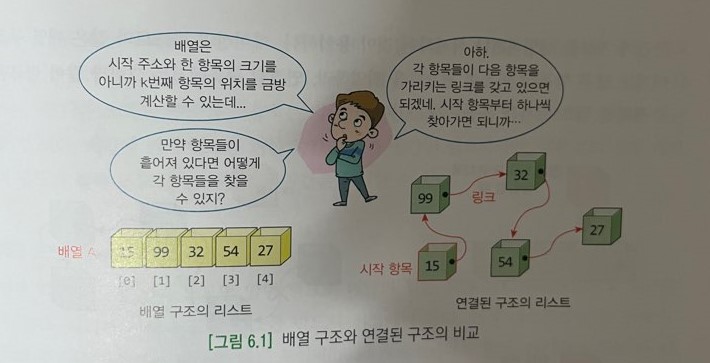 배열은
시작 주소와 한 항목의 크기를
아니까 k번째 항목의 위치를 금방
계산할 수 있는데...
만약 항목들이
흩어져 있다면 어떻게
각 항목들을 찾을
수 있지?
아하.
각 항목들이 다음 항목을
가리키는 링크를 갖고 있으면
되겠네, 시작 항목부터 하나씩
찾아가면 되니까…
배열 A
15 99 32 54 27
[0] [1] [2] [3] [4]
배열 구조의 리스트
99
32
링크
27
시작 항목
15
54
연결된 구조의 리스트
[그림 6.1] 배열 구조와 연결된 구조의 비교